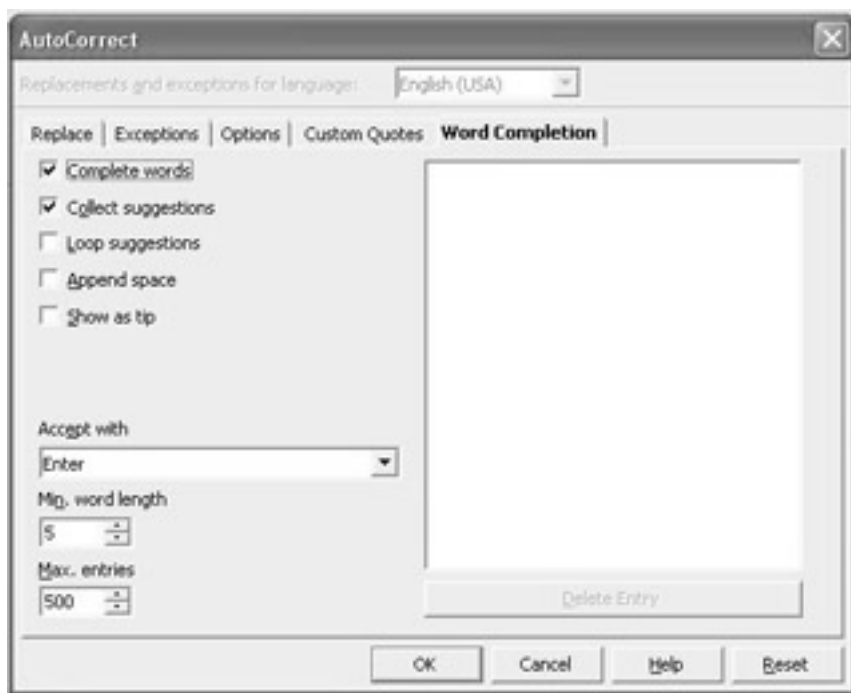 AutoCorrect
Replacements and exceptions for language: English (USA)
Replace Exceptions Options Custom Quotes Word Completion
Complete words
Collect suggestions
Loop suggestions
Append space
Show as tip
Accept with
Enter
Min. word length
5
Max. entries
500
Delete Entry
OK Cancel Help Reset